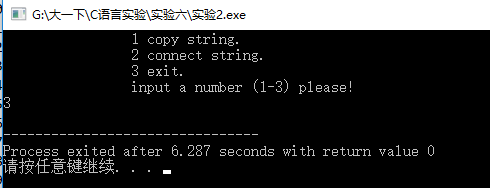 G:\大一下\C语言实验\实验六\实验2.exe
1 copy string.
2 connect string.
3 exit.
input a number (1-3) please!
3
--------------------------------
Process exited after 6.287 seconds with return value 0
请按任意键继续. . .